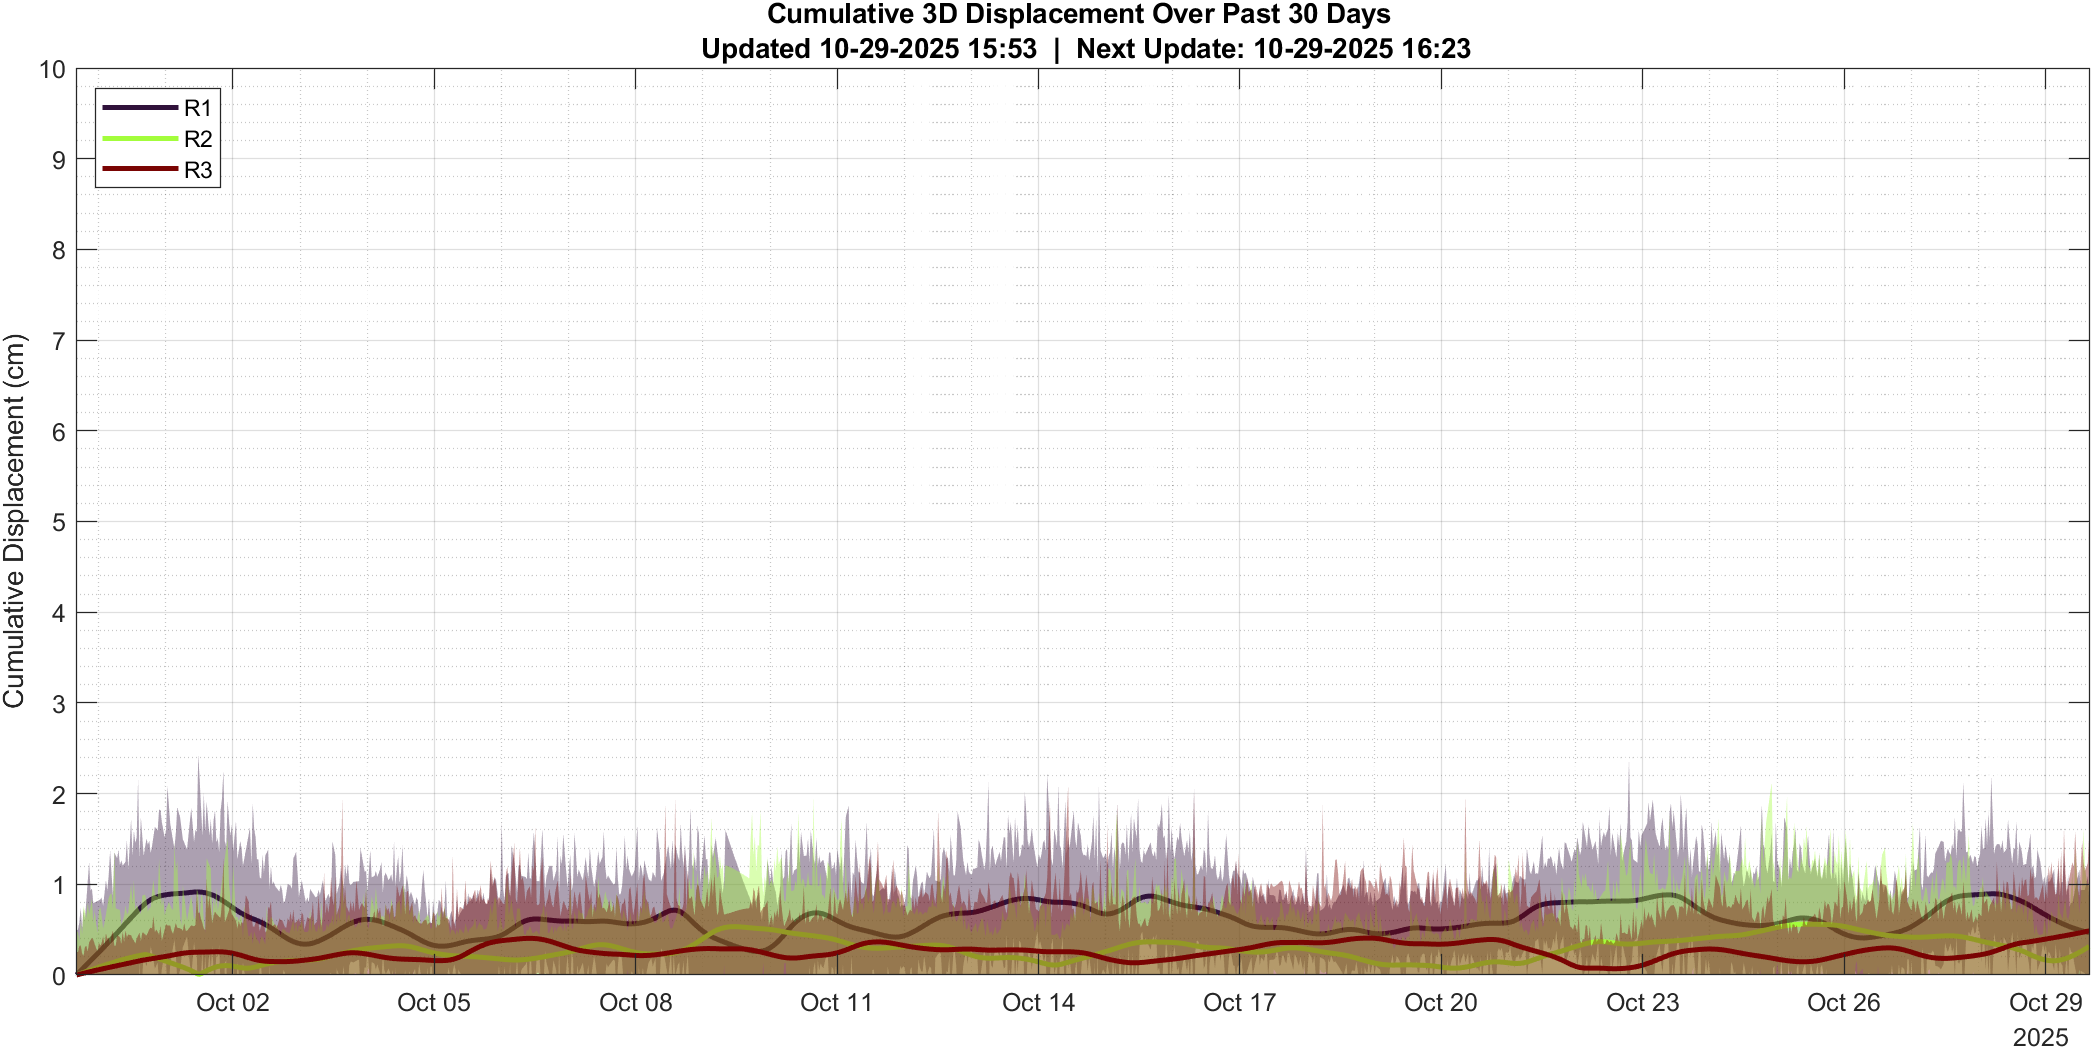 Cumulative 3D Displacement Over Past 30 Days
Updated 10-29-2025 15:53 | Next Update: 10-29-2025 16:23
R1
R2
R3
Cumulative Displacement (cm)
10
9
8
7
6
5
4
3
2
1
0
Oct 02 Oct 05 Oct 08 Oct 11 Oct 14 Oct 17 Oct 20 Oct 23 Oct 26 Oct 29
2025